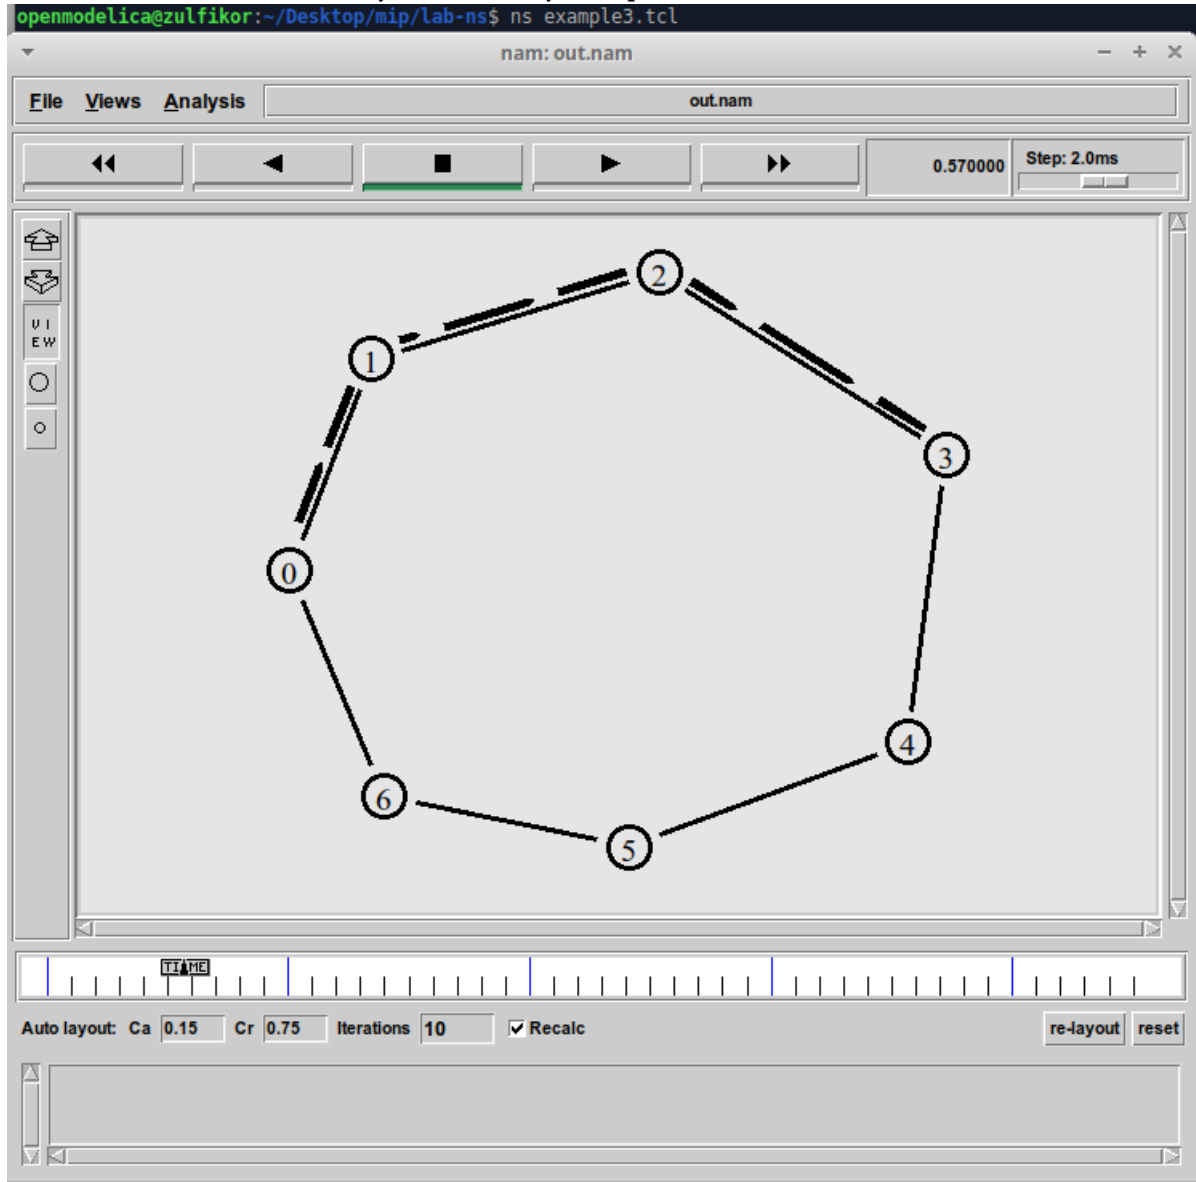 openmodelica@zulfikor:~/Desktop/mip/lab-ns$ ns example3.tcl
nam: out.nam
File Views Analysis out.nam
0.570000 Step: 2.0ms
VIEW
2
1
3
0
4
6
5
TIME
Auto layout: Ca 0.15 Cr 0.75 Iterations 10 Recalc re-layout reset